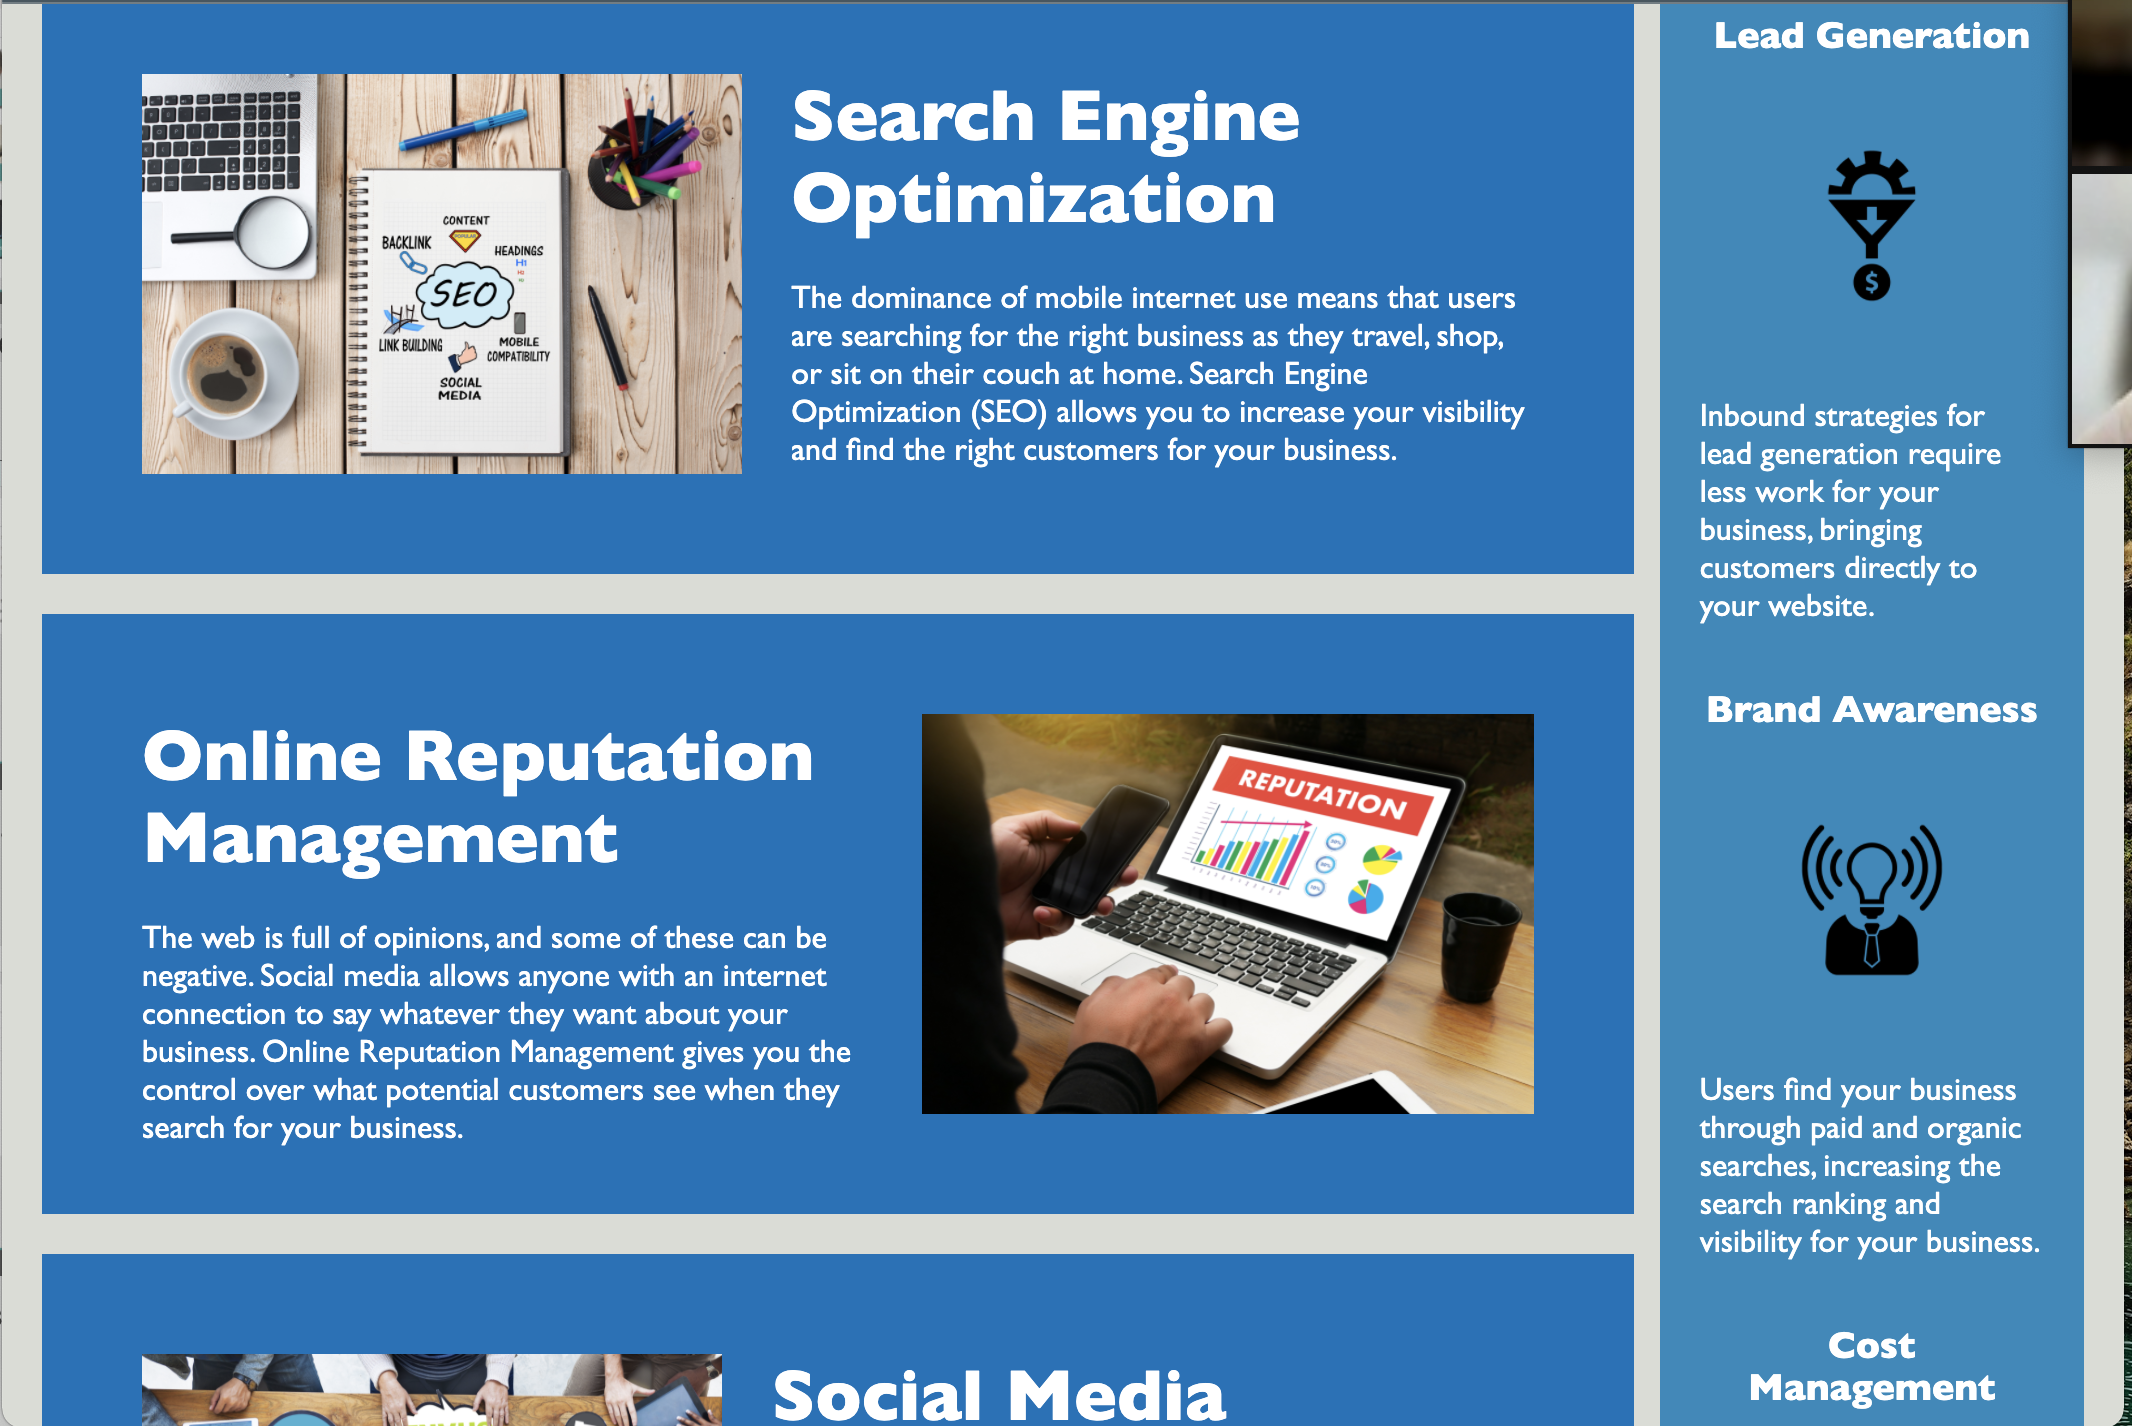 Search Engine
Optimization
The dominance of mobile internet use means that users
are searching for the right business as they travel, shop,
or sit on their couch at home. Search Engine
Optimization (SEO) allows you to increase your visibility
and find the right customers for your business.
CONTENT
POPULAR
BACKLINK
HEADINGS
H1
H2
SEO
LINK BUILDING
MOBILE
COMPATIBILITY
SOCIAL
MEDIA
Online Reputation
Management
The web is full of opinions, and some of these can be
negative. Social media allows anyone with an internet
connection to say whatever they want about your
business. Online Reputation Management gives you the
control over what potential customers see when they
search for your business.
REPUTATION
Social Media
Lead Generation
$
Inbound strategies for
lead generation require
less work for your
business, bringing
customers directly to
your website.
Brand Awareness
Users find your business
through paid and organic
searches, increasing the
search ranking and
visibility for your business.
Cost
Management